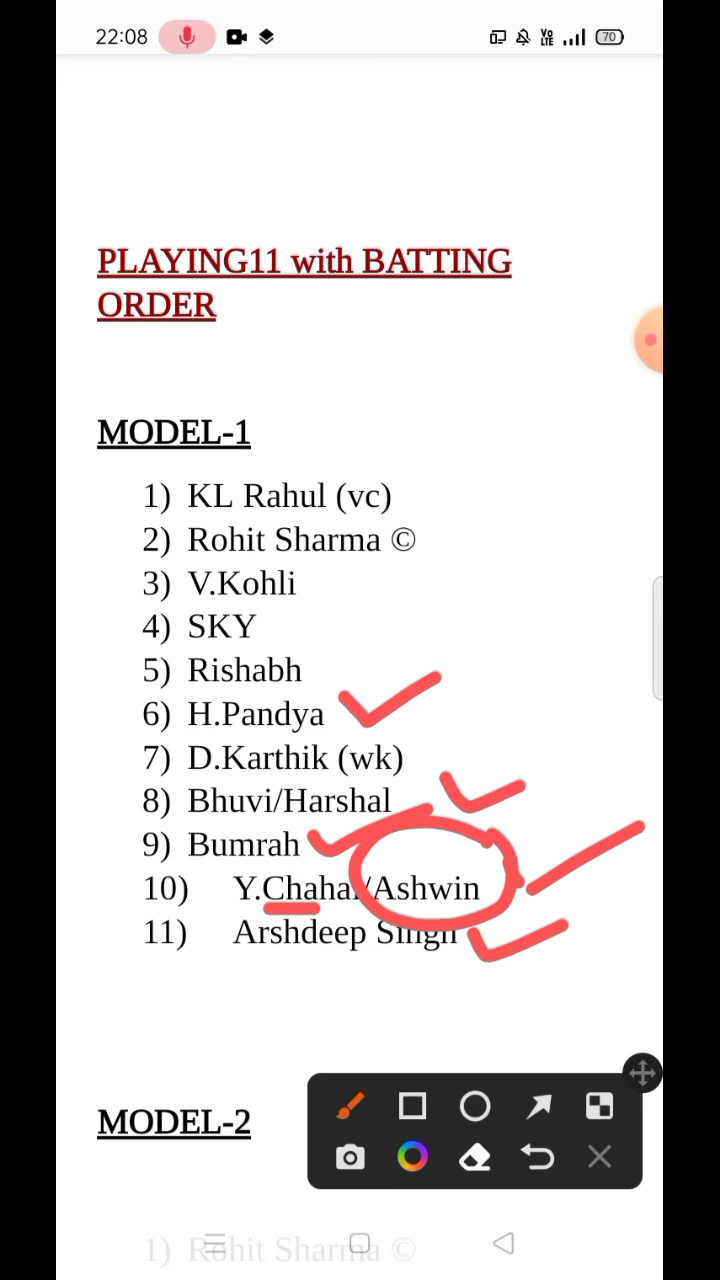 22:08
Vo
LTE
70
PLAYING11 with BATTING
ORDER
MODEL-1
1) KL Rahul (vc)
2) Rohit Sharma ©
3) V.Kohli
4) SKY
5) Rishabh
6) H.Pandya
7) D.Karthik (wk)
8) Bhuvi/Harshal
9) Bumrah
10) Y.Chahal/Ashwin
11) Arshdeep Singh
MODEL-2
1) Rohit Sharma ©